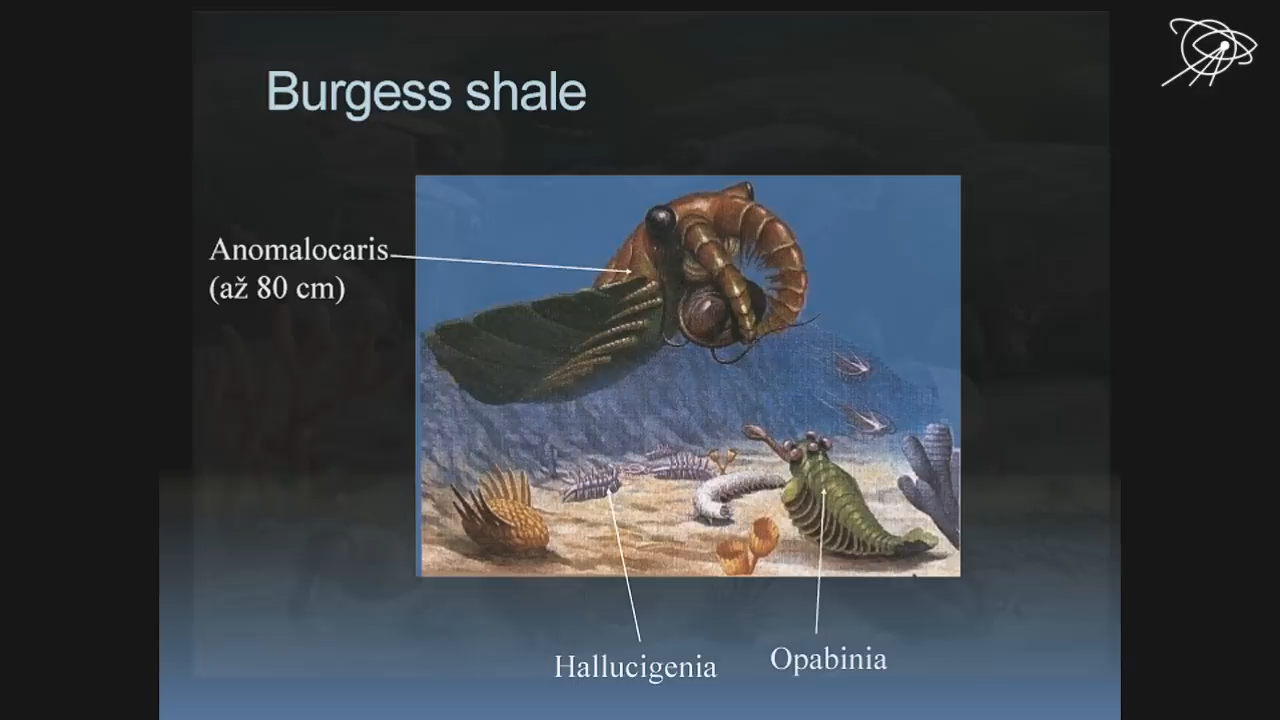 Burgess shale
Anomalocaris
(až 80 cm)
Hallucigenia
Opabinia